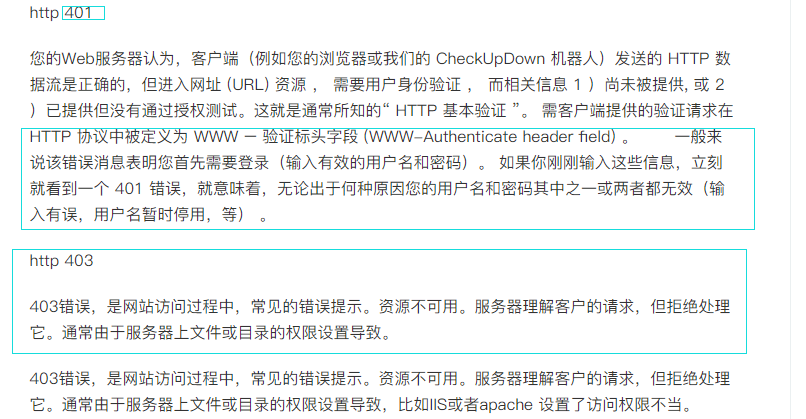 http 401
您的Web服务器认为，客户端（例如您的浏览器或我们的 CheckUpDown 机器人）发送的 HTTP 数
据流是正确的，但进入网址 (URL) 资源 ， 需要用户身份验证 ， 而相关信息 1 ）尚未被提供, 或 2
）已提供但没有通过授权测试。这就是通常所知的“ HTTP 基本验证 ”。 需客户端提供的验证请求在
HTTP 协议中被定义为 WWW – 验证标头字段 (WWW-Authenticate header field) 。 一般来
说该错误消息表明您首先需要登录（输入有效的用户名和密码）。 如果你刚刚输入这些信息，立刻
就看到一个 401 错误，就意味着，无论出于何种原因您的用户名和密码其中之一或两者都无效（输
入有误，用户名暂时停用，等） 。
http 403
403错误，是网站访问过程中，常见的错误提示。资源不可用。服务器理解客户的请求，但拒绝处理
它。通常由于服务器上文件或目录的权限设置导致。
403错误，是网站访问过程中，常见的错误提示。资源不可用。服务器理解客户的请求，但拒绝处理
它。通常由于服务器上文件或目录的权限设置导致，比如IIS或者apache 设置了访问权限不当。